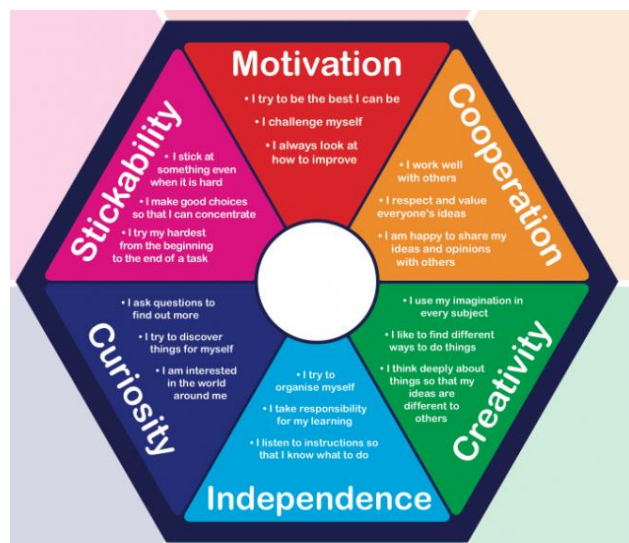 Motivation
• I try to be the best I can be
• I challenge myself
• I always look at
how to improve
Cooperation
• I work well
with others
• I respect and value
everyone's ideas
• I am happy to share my
ideas and opinions
with others
Creativity
• I use my imagination in
every subject
• I like to find different
ways to do things
• I think deeply about
things so that my
ideas are
different to
others
Independence
• I try to
organise myself
• I take responsibility
for my learning
• I listen to instructions so
that I know what to do
Curiosity
• I ask questions to
find out more
• I try to discover
things for myself
• I am interested
in the world
around me
Stickability
• I stick at
something even
when it is hard
• I make good choices
so that I can concentrate
• I try my hardest
from the beginning
to the end of a task